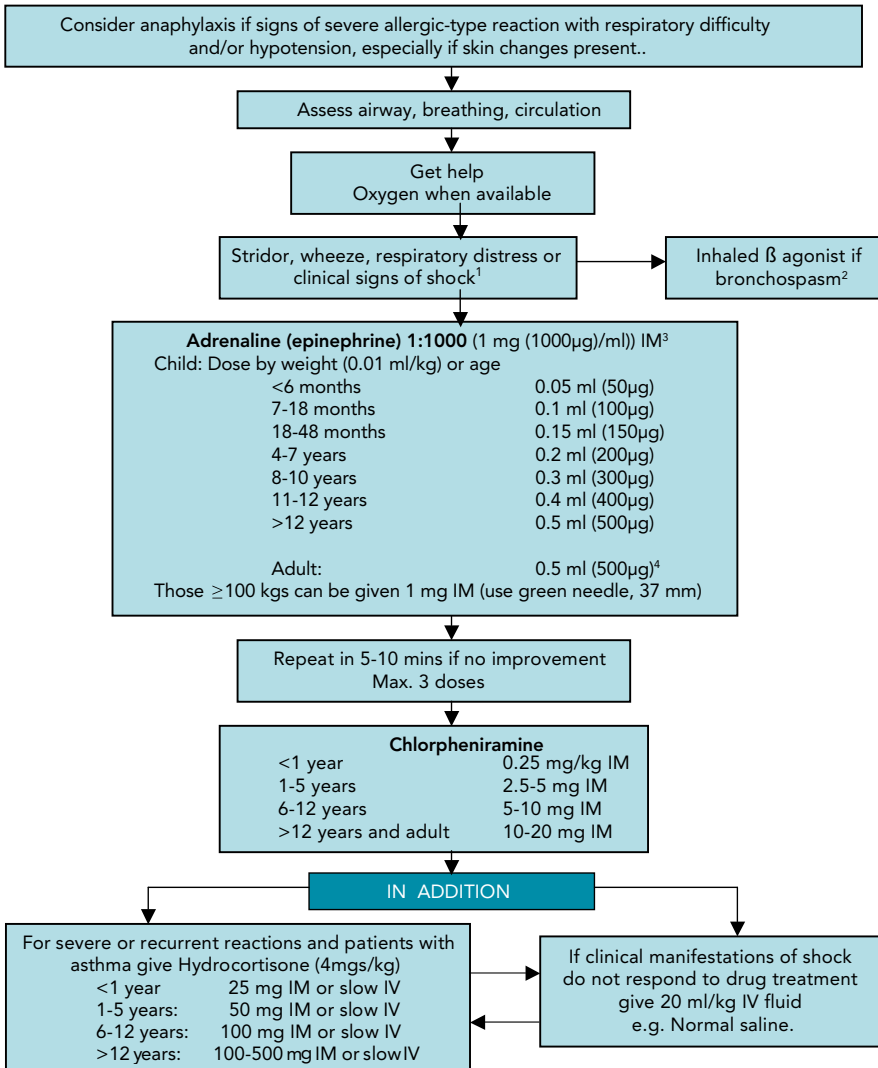 Consider anaphylaxis if signs of severe allergic-type reaction with respiratory difficulty
and/or hypotension, especially if skin changes present..
Assess airway, breathing, circulation
Get help
Oxygen when available
Stridor, wheeze, respiratory distress or
clinical signs of shock¹
Inhaled ß agonist if
bronchospasm²
Adrenaline (epinephrine) 1:1000 (1 mg (1000µg)/ml)) IM³
Child: Dose by weight (0.01 ml/kg) or age
<6 months 0.05 ml (50µg)
7-18 months 0.1 ml (100µg)
18-48 months 0.15 ml (150µg)
4-7 years 0.2 ml (200µg)
8-10 years 0.3 ml (300µg)
11-12 years 0.4 ml (400µg)
>12 years 0.5 ml (500µg)
Adult: 0.5 ml (500µg)⁴
Those ≥100 kgs can be given 1 mg IM (use green needle, 37 mm)
Repeat in 5-10 mins if no improvement
Max. 3 doses
Chlorpheniramine
<1 year 0.25 mg/kg IM
1-5 years 2.5-5 mg IM
6-12 years 5-10 mg IM
>12 years and adult 10-20 mg IM
IN ADDITION
For severe or recurrent reactions and patients with
asthma give Hydrocortisone (4mgs/kg)
<1 year 25 mg IM or slow IV
1-5 years: 50 mg IM or slow IV
6-12 years: 100 mg IM or slow IV
>12 years: 100-500 mg IM or slow IV
If clinical manifestations of shock
do not respond to drug treatment
give 20 ml/kg IV fluid
e.g. Normal saline.